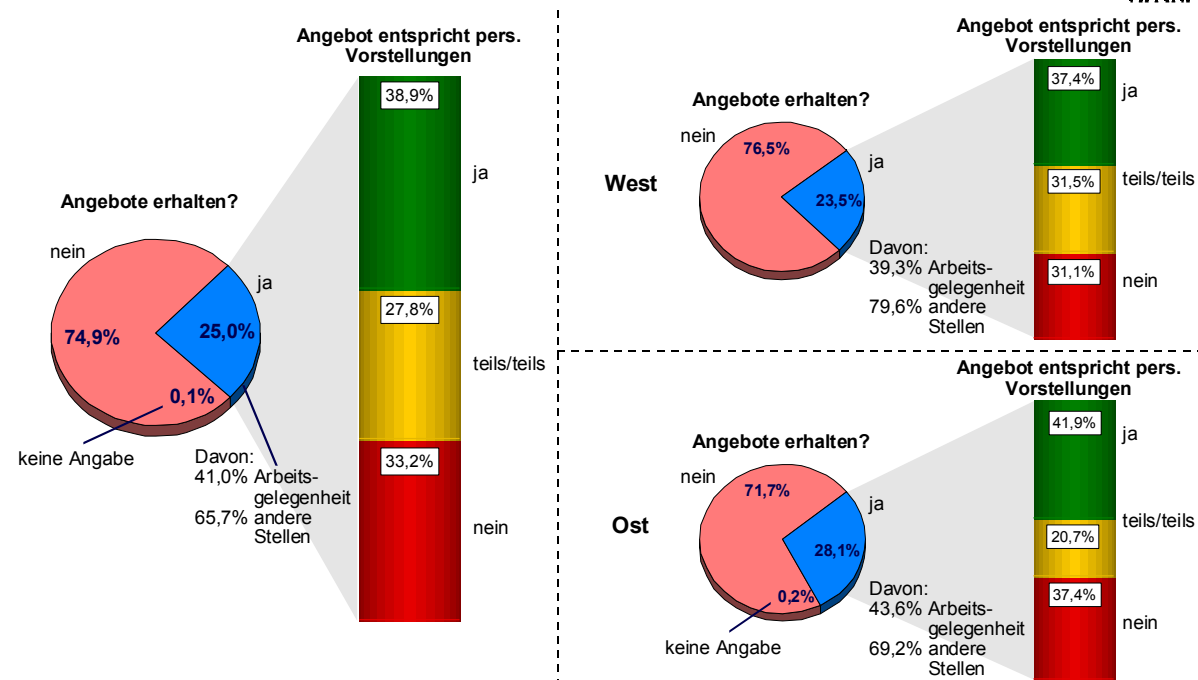 Angebot entspricht pers.
Vorstellungen
38,9%
ja
27,8%
teils/teils
33,2%
nein
Angebote erhalten?
nein
ja
74,9%
25,0%
0,1%
keine Angabe
Davon:
41,0% Arbeits-
gelegenheit
65,7% andere
Stellen
West
Angebote erhalten?
nein
76,5%
ja
23,5%
Davon:
39,3% Arbeits-
gelegenheit
79,6% andere
Stellen
Angebot entspricht pers.
Vorstellungen
37,4%
ja
31,5%
teils/teils
31,1%
nein
Ost
Angebote erhalten?
nein
71,7%
ja
28,1%
0,2%
keine Angabe
Davon:
43,6% Arbeits-
gelegenheit
69,2% andere
Stellen
Angebot entspricht pers.
Vorstellungen
41,9%
ja
teils/teils
20,7%
37,4%
nein